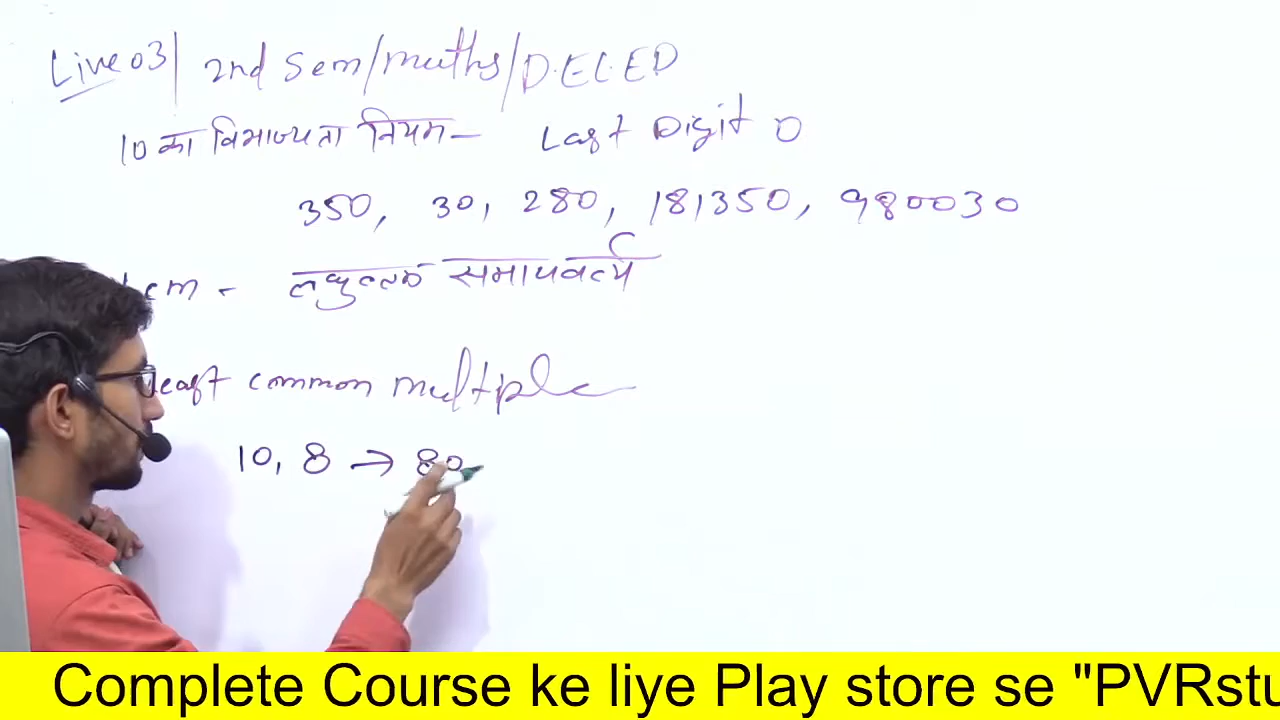 Live 03| 2nd Sem/maths/D.EL.ED
10 का विभाज्यता नियम - Last Digit 0
350, 30, 280, 181350, 980030
cm - लघुत्तम समापवर्त्य
least common multiple
10, 8 → 80
Complete Course ke liye Play store se "PVRstu